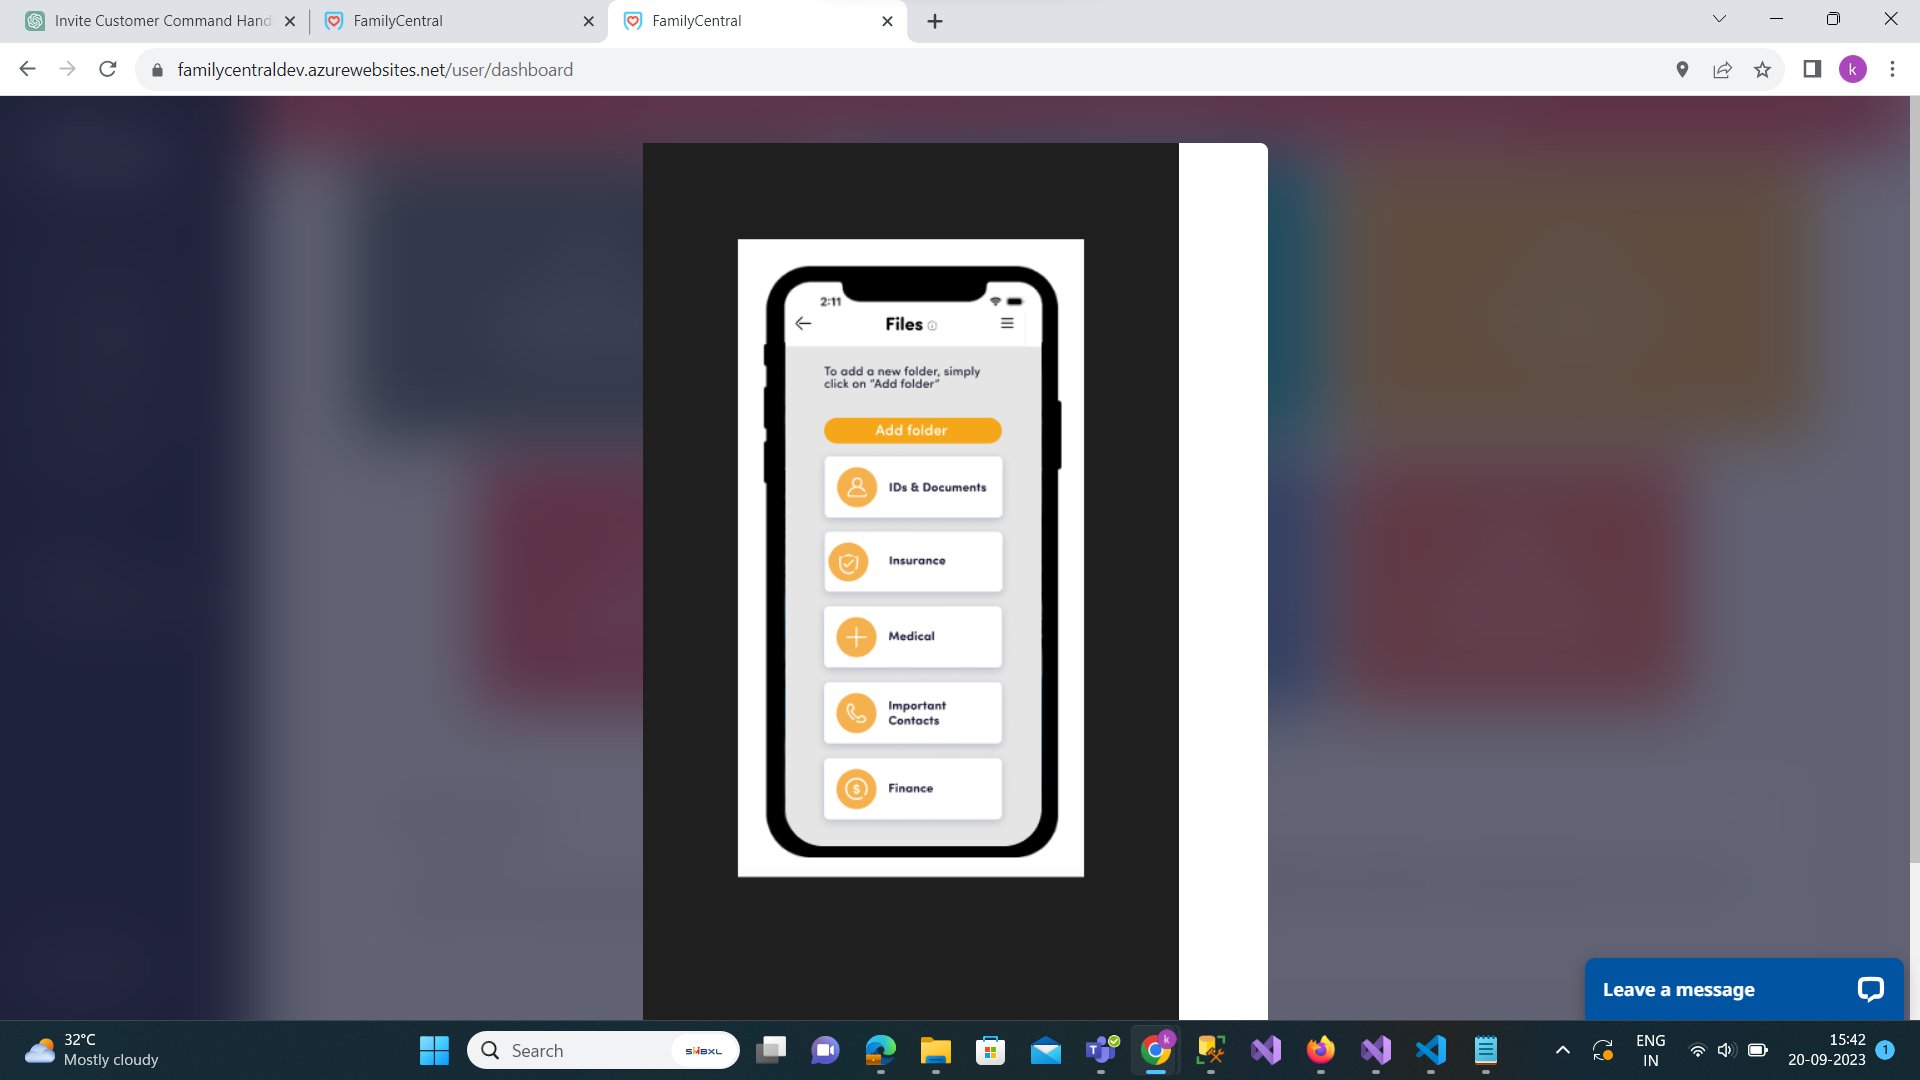 Invite Customer Command Hand
FamilyCentral
FamilyCentral
familycentraldev.azurewebsites.net/user/dashboard
k
2:11
Files
To add a new folder, simply
click on "Add folder"
Add folder
IDs & Documents
Insurance
Medical
Important
Contacts
Finance
Leave a message
32°C
Mostly cloudy
Search
ENG
IN
15:42
20-09-2023
1